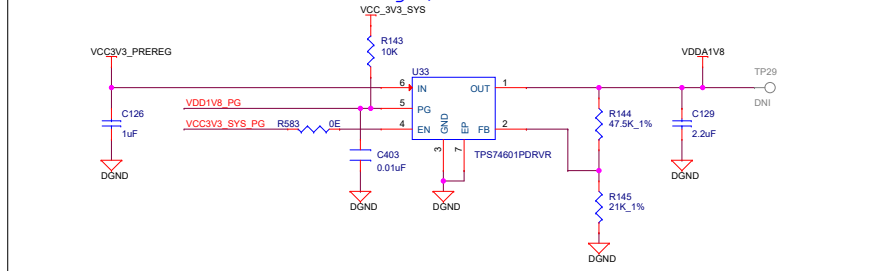 VCC_3V3_SYS
VCC3V3_PREREG
R143
10K
VDDA1V8
TP29
DNI
U33
6 IN
OUT 1
VDD1V8_PG
5 PG
VCC3V3_SYS_PG
R583 0E
4 EN
GND
EP
FB 2
3
7
TPS74601PDRVR
C126
1uF
C403
0.01uF
R144
47.5K_1%
C129
2.2uF
R145
21K_1%
DGND
DGND
DGND
DGND
DGND